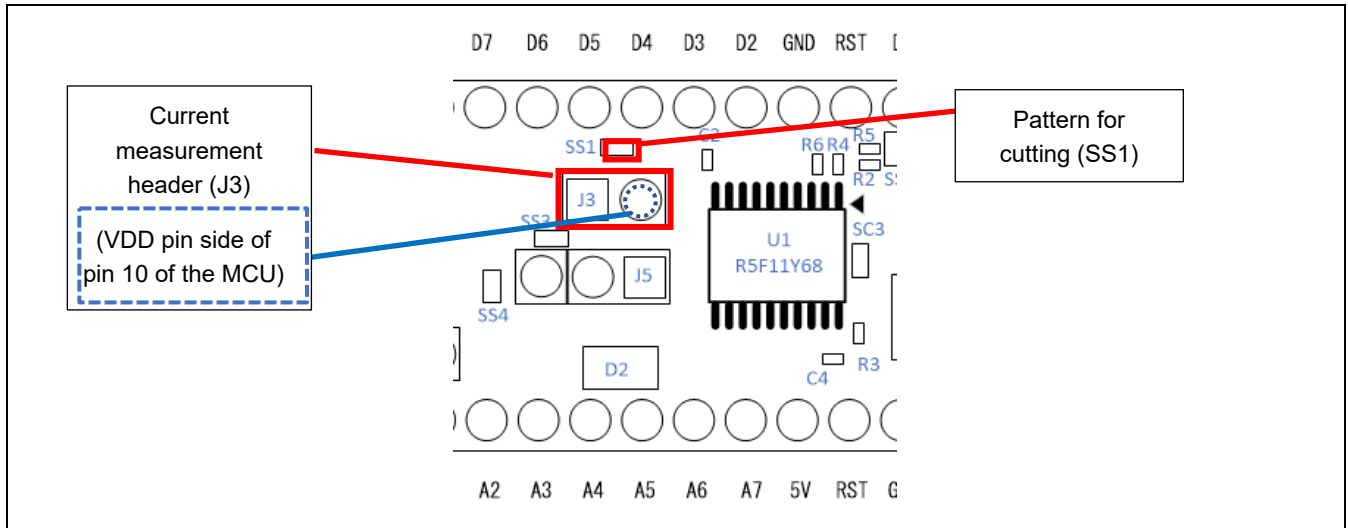 D7 D6 D5 D4 D3 D2 GND RST
Current
measurement
header (J3)
(VDD pin side of
pin 10 of the MCU)
Pattern for
cutting (SS1)
SS1
C2
R6 R4
R5
R2
J3
SS3
U1
R5F11Y68
SC3
J5
SS4
D2
R3
C4
A2 A3 A4 A5 A6 A7 5V RST